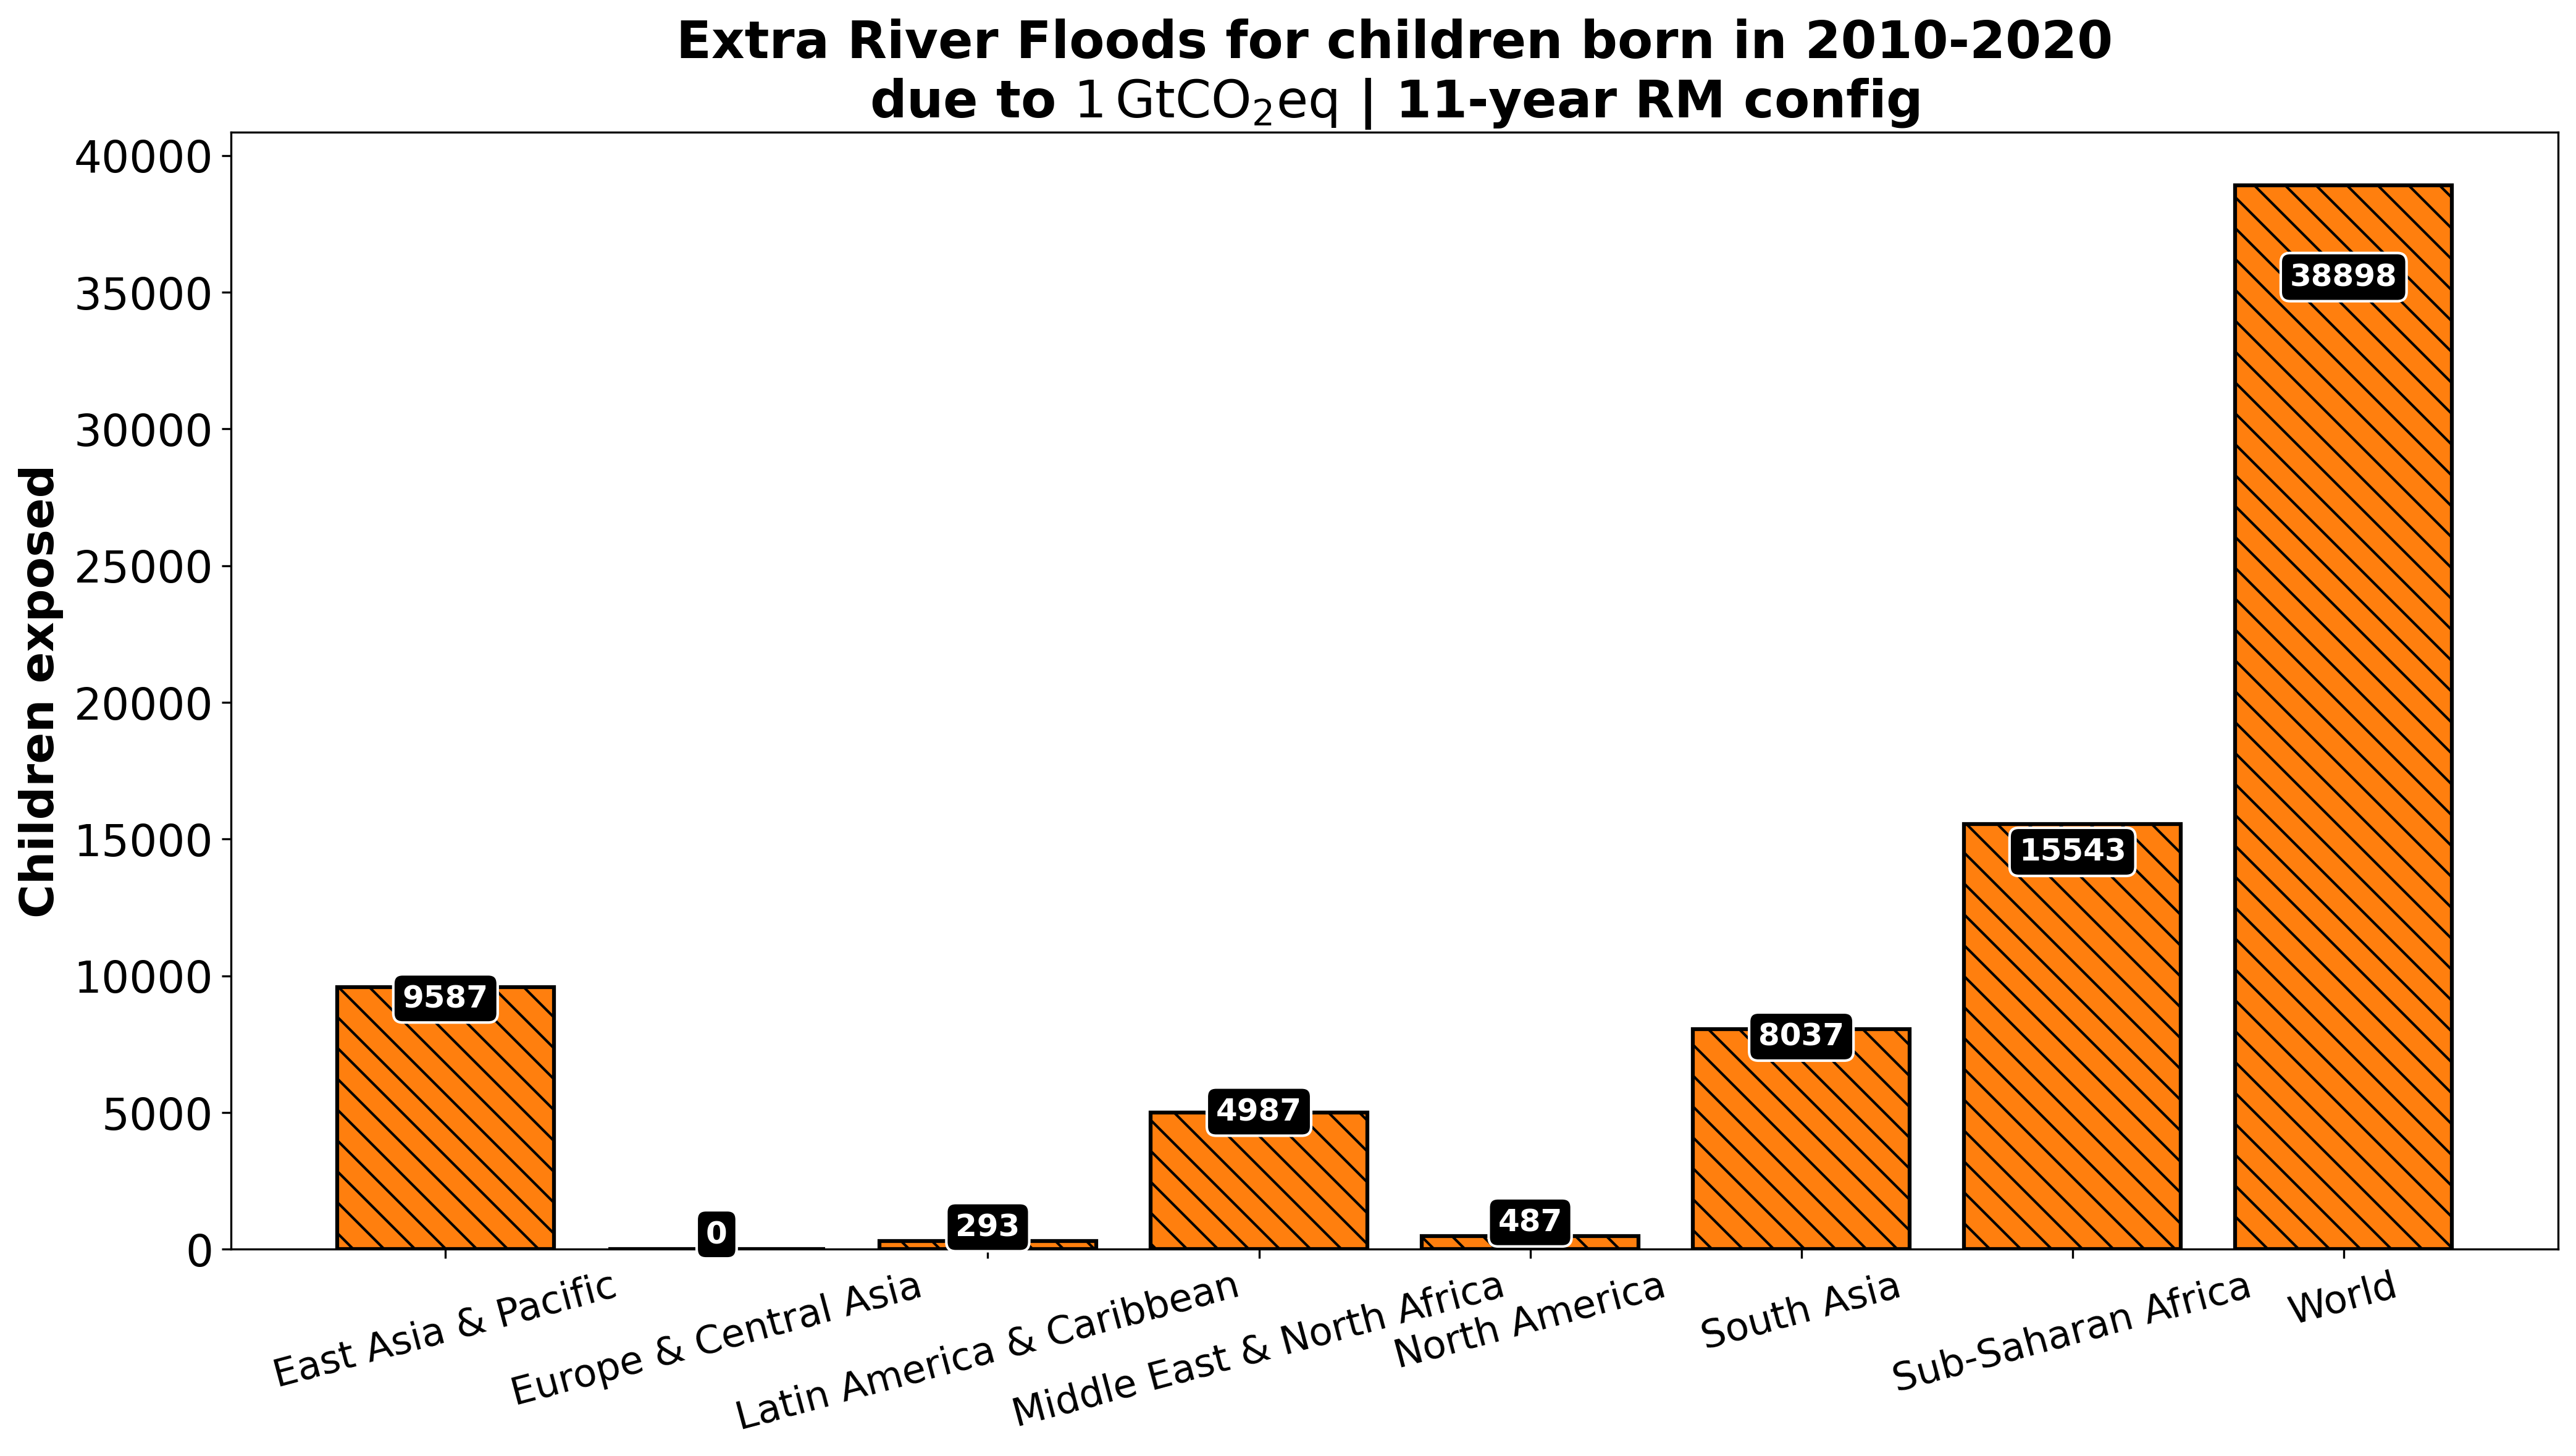 Extra River Floods for children born in 2010-2020
due to 1 GtCO₂eq | 11-year RM config
Children exposed
40000
35000
30000
25000
20000
15000
10000
5000
0
9587
0
293
4987
487
8037
15543
38898
East Asia & Pacific
Europe & Central Asia
Latin America & Caribbean
Middle East & North Africa
North America
South Asia
Sub-Saharan Africa
World